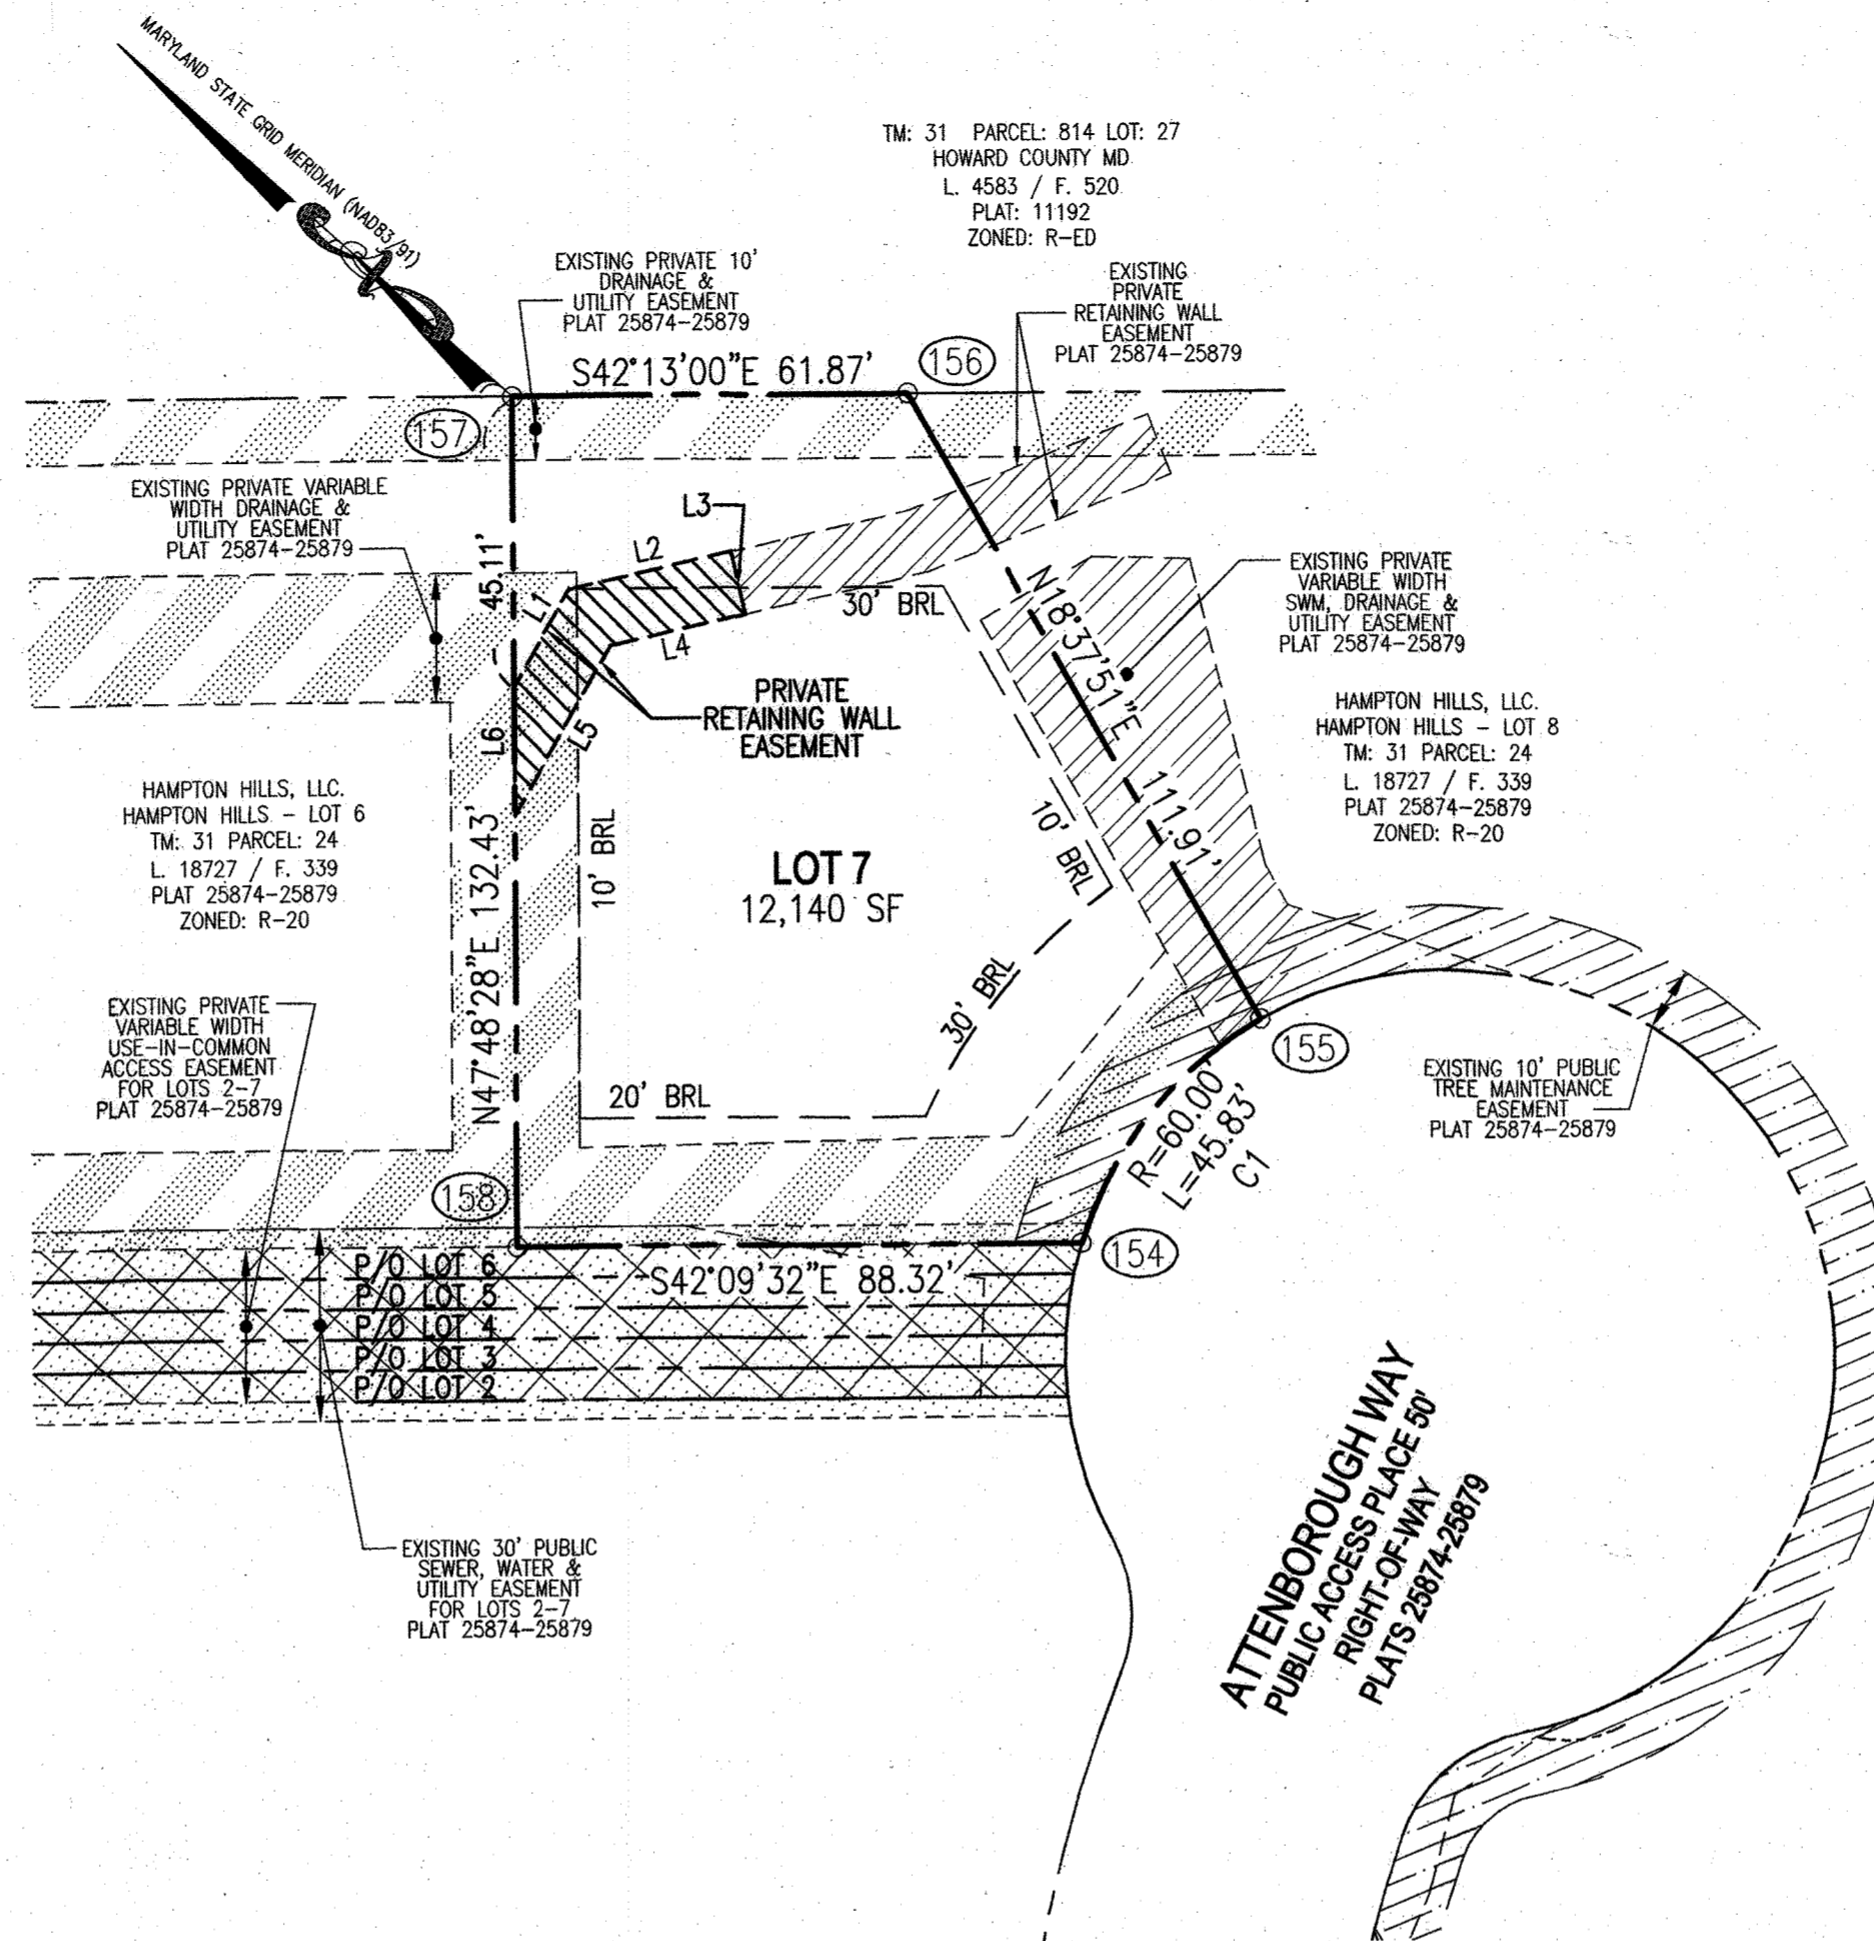 MARYLAND STATE GRID MERIDIAN (NAD83/91)
TM: 31 PARCEL: 814 LOT: 27
HOWARD COUNTY MD
L. 4583 / F. 520
PLAT: 11192
ZONED: R-ED
EXISTING PRIVATE 10'
DRAINAGE &
UTILITY EASEMENT
PLAT 25874-25879
EXISTING
PRIVATE
RETAINING WALL
EASEMENT
PLAT 25874-25879
S42°13'00"E 61.87'
156
157
EXISTING PRIVATE VARIABLE
WIDTH DRAINAGE &
UTILITY EASEMENT
PLAT 25874-25879
45.11'
L1
L2
L3
L4
L5
L6
30' BRL
N18°37'51"E 111.91'
EXISTING PRIVATE
VARIABLE WIDTH
SWM, DRAINAGE &
UTILITY EASEMENT
PLAT 25874-25879
PRIVATE
RETAINING WALL
EASEMENT
HAMPTON HILLS, LLC.
HAMPTON HILLS - LOT 8
TM: 31 PARCEL: 24
L. 18727 / F. 339
PLAT 25874-25879
ZONED: R-20
HAMPTON HILLS, LLC.
HAMPTON HILLS - LOT 6
TM: 31 PARCEL: 24
L. 18727 / F. 339
PLAT 25874-25879
ZONED: R-20
N47°48'28"E 132.43'
10' BRL
LOT 7
12,140 SF
10' BRL
30' BRL
20' BRL
EXISTING PRIVATE
VARIABLE WIDTH
USE-IN-COMMON
ACCESS EASEMENT
FOR LOTS 2-7
PLAT 25874-25879
155
EXISTING 10' PUBLIC
TREE MAINTENANCE
EASEMENT
PLAT 25874-25879
R=60.00'
L=45.83'
C1
158
154
P/O LOT 6
S42°09'32"E 88.32'
P/O LOT 5
P/O LOT 4
P/O LOT 3
P/O LOT 2
EXISTING 30' PUBLIC
SEWER, WATER &
UTILITY EASEMENT
FOR LOTS 2-7
PLAT 25874-25879
ATTENBOROUGH WAY
PUBLIC ACCESS PLACE 50'
RIGHT-OF-WAY
PLATS 25874-25879